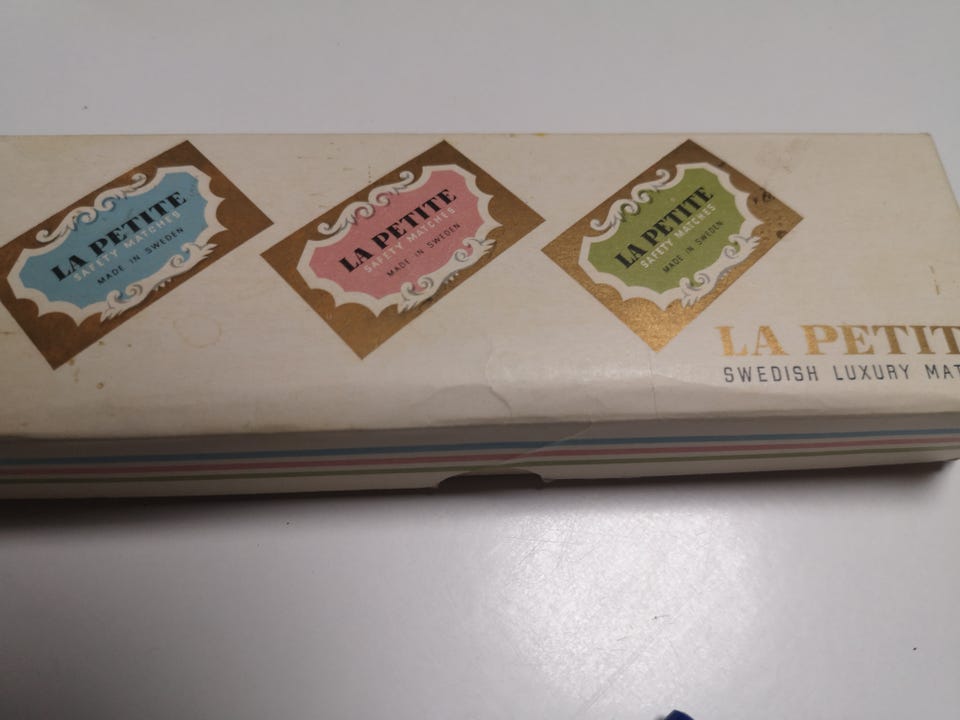 LA PETITE
SAFETY MATCHES
MADE IN SWEDEN
LA PETITE
SAFETY MATCHES
MADE IN SWEDEN
LA PETITE
SAFETY MATCHES
MADE IN SWEDEN
LA PETIT
SWEDISH LUXURY MAT